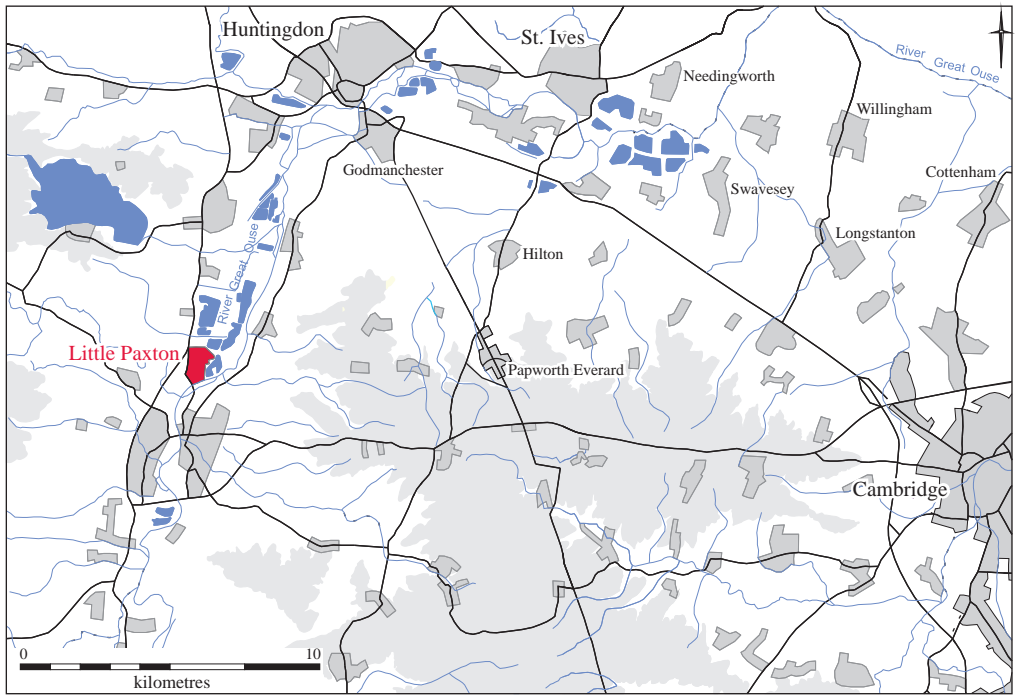 Huntingdon
St. Ives
River Great Ouse
Needingworth
Willingham
Godmanchester
Cottenham
Swavesey
Longstanton
River Great Ouse
Hilton
Little Paxton
Papworth Everard
Cambridge
0 10
kilometres